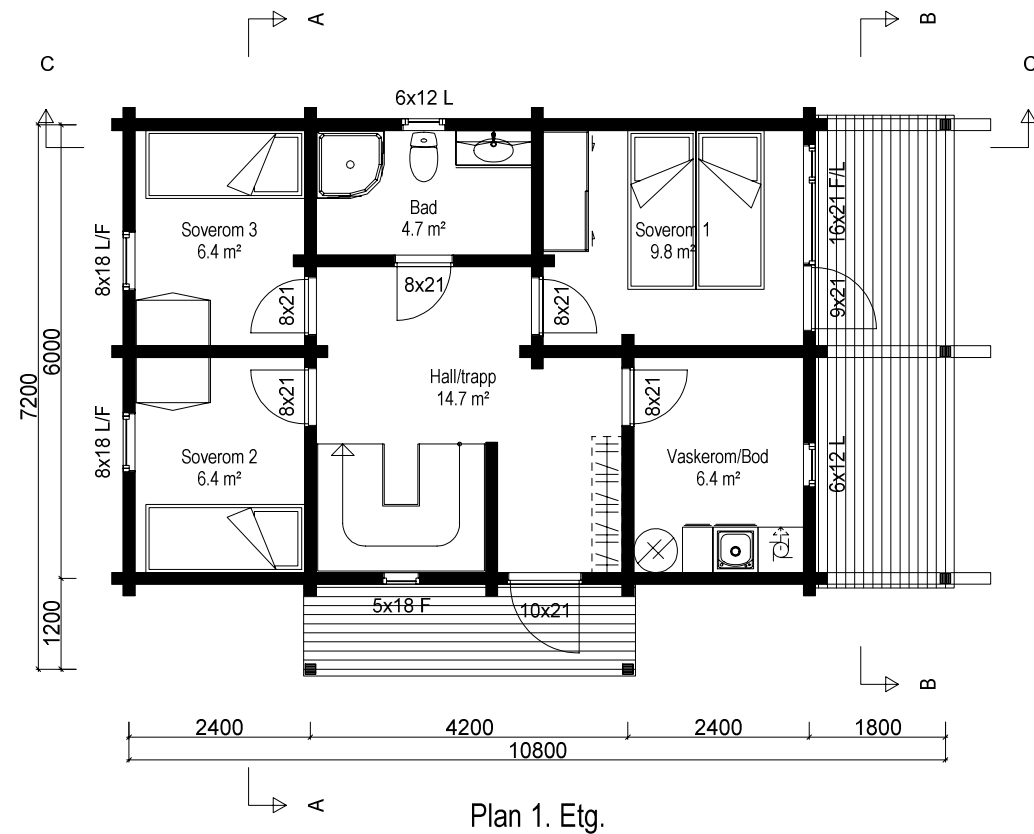 A
B
C
C
6x12 L
Soverom 3
6.4 m²
Bad
4.7 m²
Soverom 1
9.8 m²
16x21 F/L
8x18 L/F
8x21
8x21
8x21
9x21
7200
6000
Hall/trapp
14.7 m²
8x21
8x21
8x18 L/F
Soverom 2
6.4 m²
Vaskerom/Bod
6.4 m²
6x12 L
1200
5x18 F
10x21
B
2400
4200
2400
1800
10800
A
Plan 1. Etg.